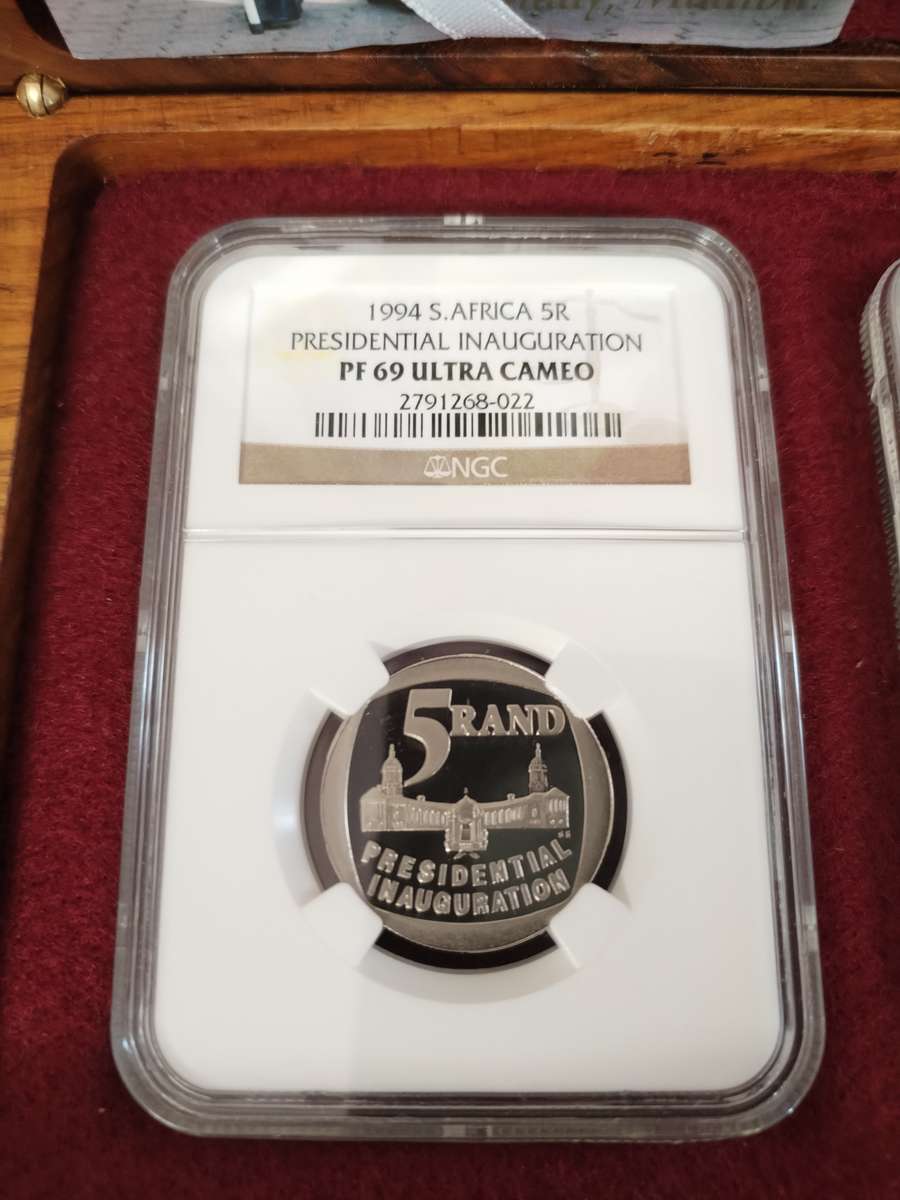 1994 S.AFRICA 5R
PRESIDENTIAL INAUGURATION
PF 69 ULTRA CAMEO
2791268-022
NGC
5 RAND
PRESIDENTIAL
INAUGURATION